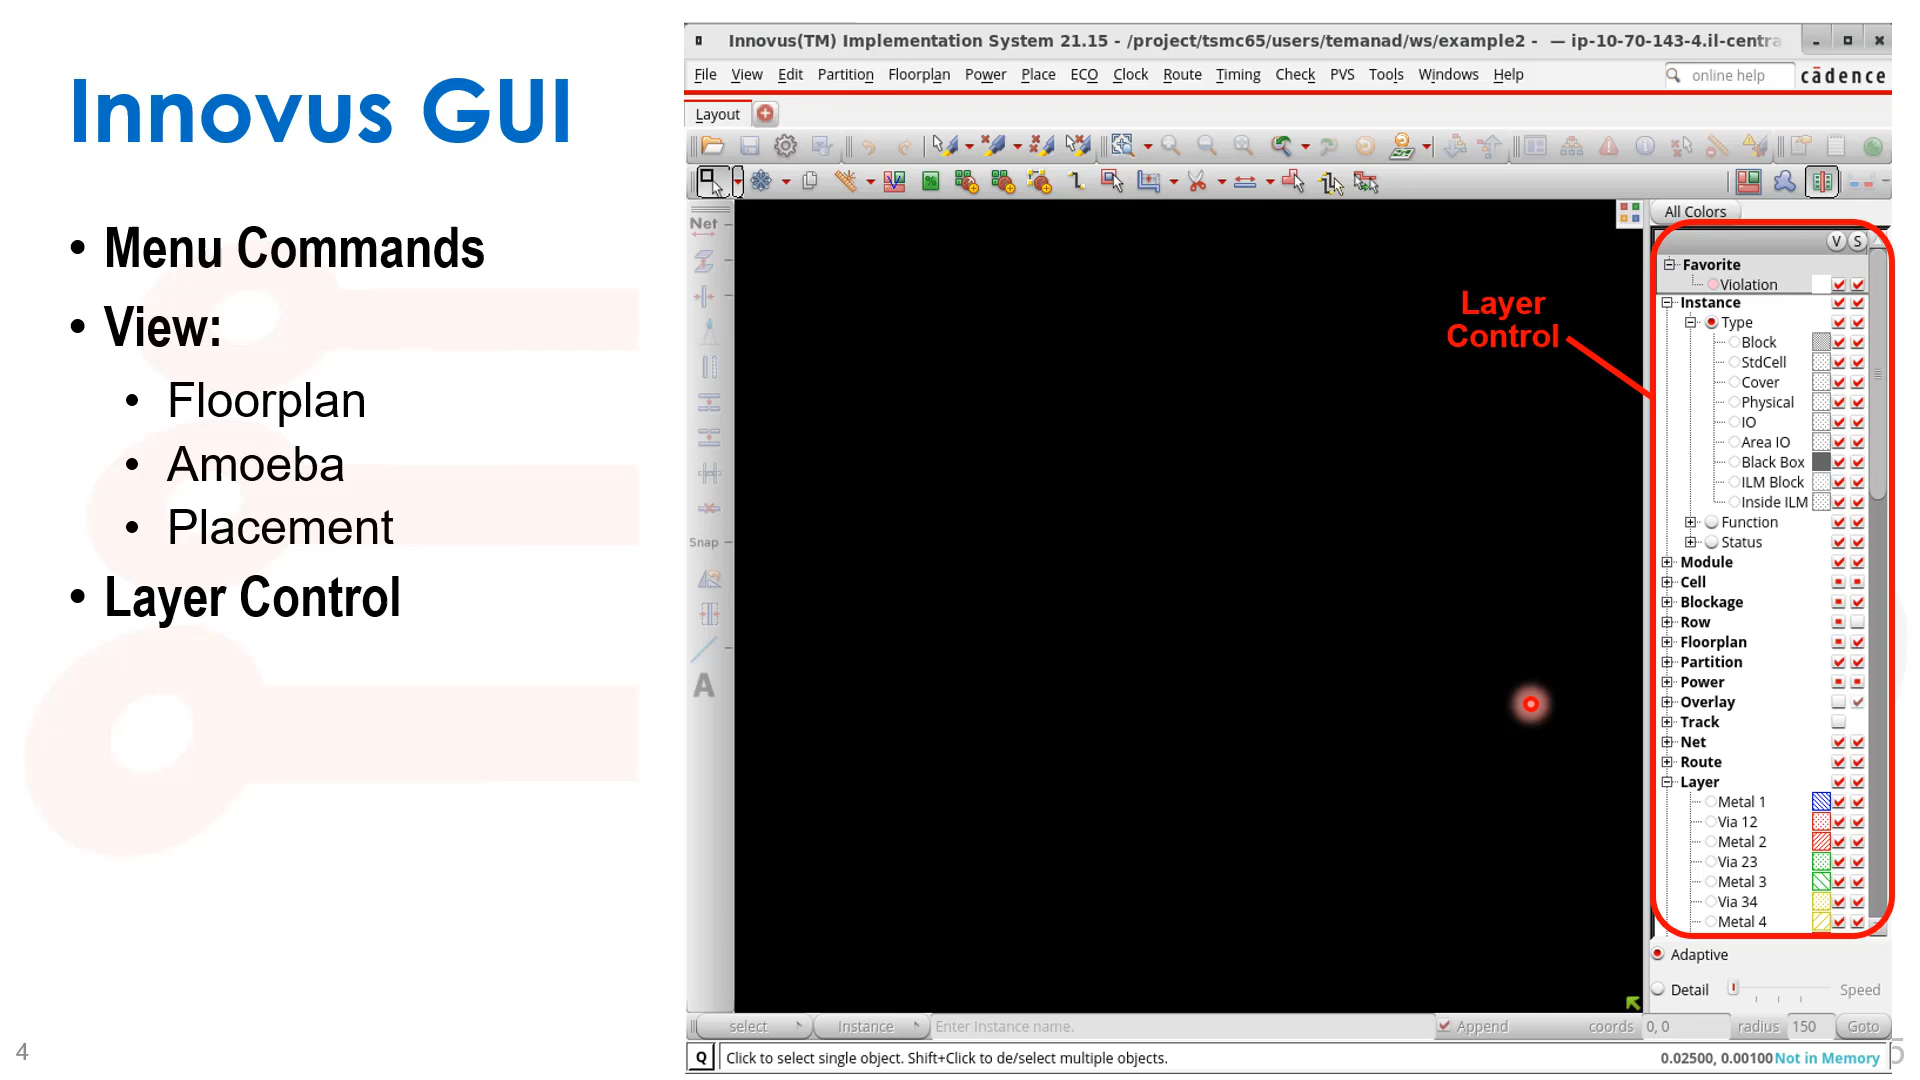 Innovus GUI
• Menu Commands
• View:
• Floorplan
• Amoeba
• Placement
• Layer Control
4
Innovus(TM) Implementation System 21.15 - /project/tsmc65/users/temanad/ws/example2 - — ip-10-70-143-4.il-centra
File View Edit Partition Floorplan Power Place ECO Clock Route Timing Check PVS Tools Windows Help
online help
cādence
Layout
Net
Snap
A
Layer
Control
All Colors
V S
Favorite
Violation
Instance
Type
Block
StdCell
Cover
Physical
IO
Area IO
Black Box
ILM Block
Inside ILM
Function
Status
Module
Cell
Blockage
Row
Floorplan
Partition
Power
Overlay
Track
Net
Route
Layer
Metal 1
Via 12
Metal 2
Via 23
Metal 3
Via 34
Metal 4
Adaptive
Detail
Speed
select
Instance
Enter Instance name.
Append
coords 0, 0
radius 150
Goto
Q Click to select single object. Shift+Click to de/select multiple objects.
0.02500, 0.00100 Not in Memory
5